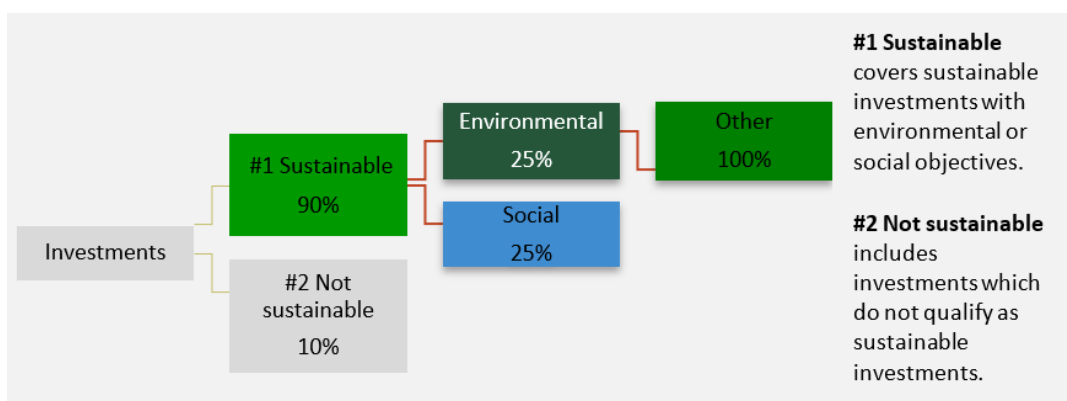 Investments
#1 Sustainable
90%
#2 Not
sustainable
10%
Environmental
25%
Social
25%
Other
100%
#1 Sustainable
covers sustainable
investments with
environmental or
social objectives.
#2 Not sustainable
includes
investments which
do not qualify as
sustainable
investments.